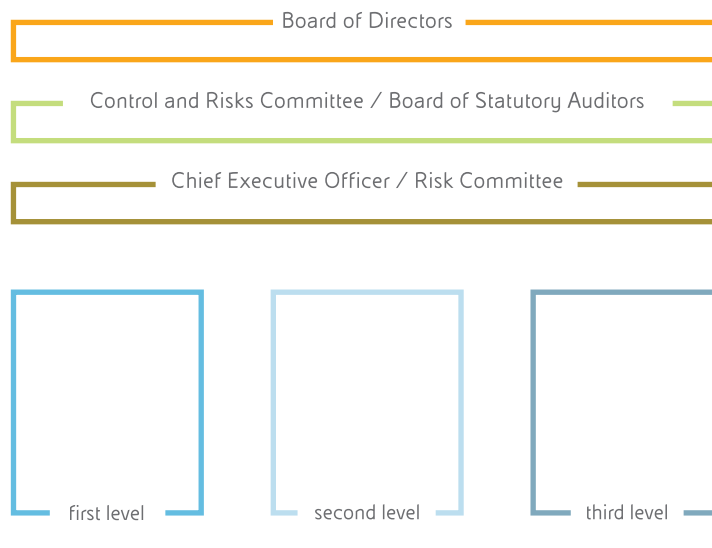 Board of Directors
Control and Risks Committee / Board of Statutory Auditors
Chief Executive Officer / Risk Committee
first level
second level
third level